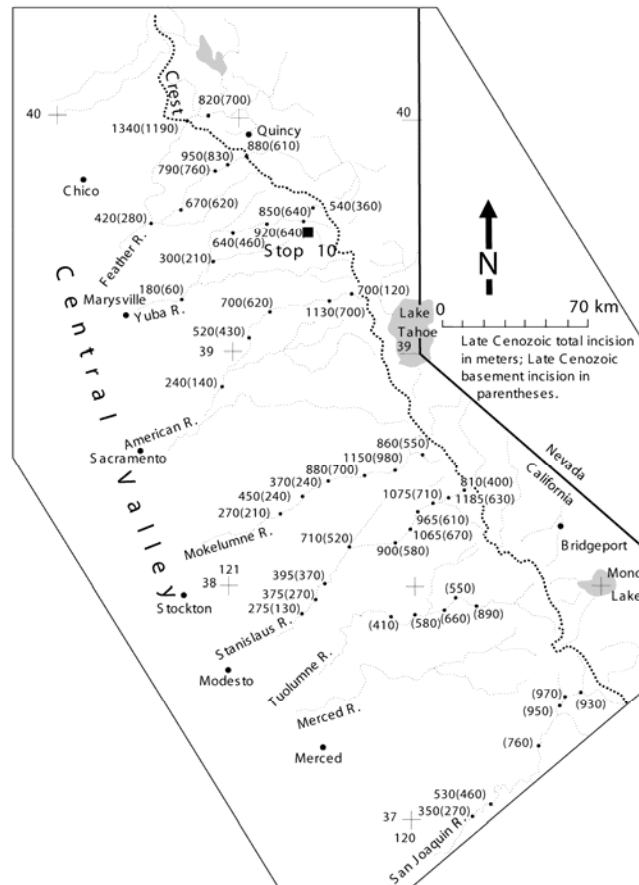 Crest
820(700)
40
40
1340(1190)
Quincy
880(610)
950(830)
790(760)
Chico
670(620)
850(640)
540(360)
420(280)
920(640)
640(460)
Stop 10
Feather R.
300(210)
N
180(60)
700(120)
Marysville
Yuba R.
700(620)
1130(700)
Lake
Tahoe
0
70 km
520(430)
39
39
Late Cenozoic total incision
in meters; Late Cenozoic
basement incision in
parentheses.
240(140)
Central Valley
American R.
Sacramento
860(550)
1150(980)
880(700)
370(240)
810(400)
Nevada
California
450(240)
1075(710)
1185(630)
270(210)
965(610)
1065(670)
Mokelumne R.
710(520)
900(580)
Bridgeport
121
38
395(370)
Mono
Lake
Stockton
375(270)
275(130)
(550)
(890)
(660)
(410)
(580)
Stanislaus R.
Tuolumne R.
Modesto
Merced R.
(970)
(930)
(950)
Merced
(760)
530(460)
37
350(270)
120
San Joaquin R.